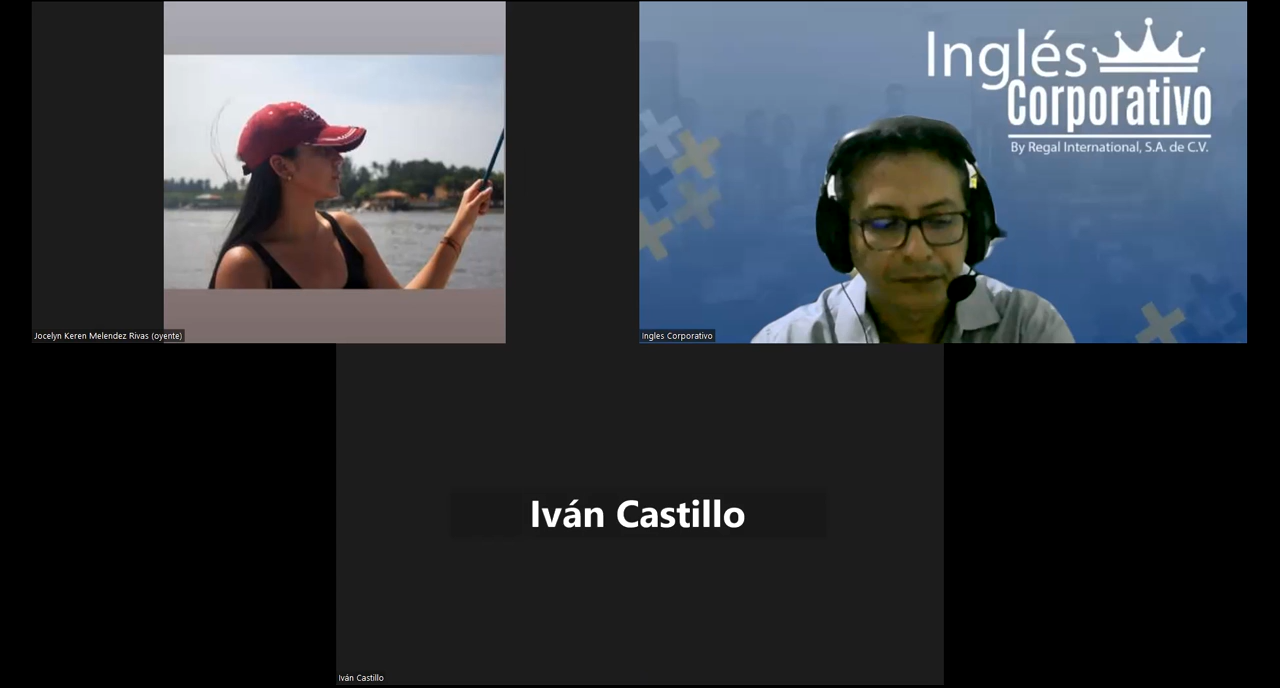 Inglés
Corporativo
By Regal International, S.A. de C.V.
Jocelyn Keren Melendez Rivas (oyente)
Ingles Corporativo
Iván Castillo
Iván Castillo